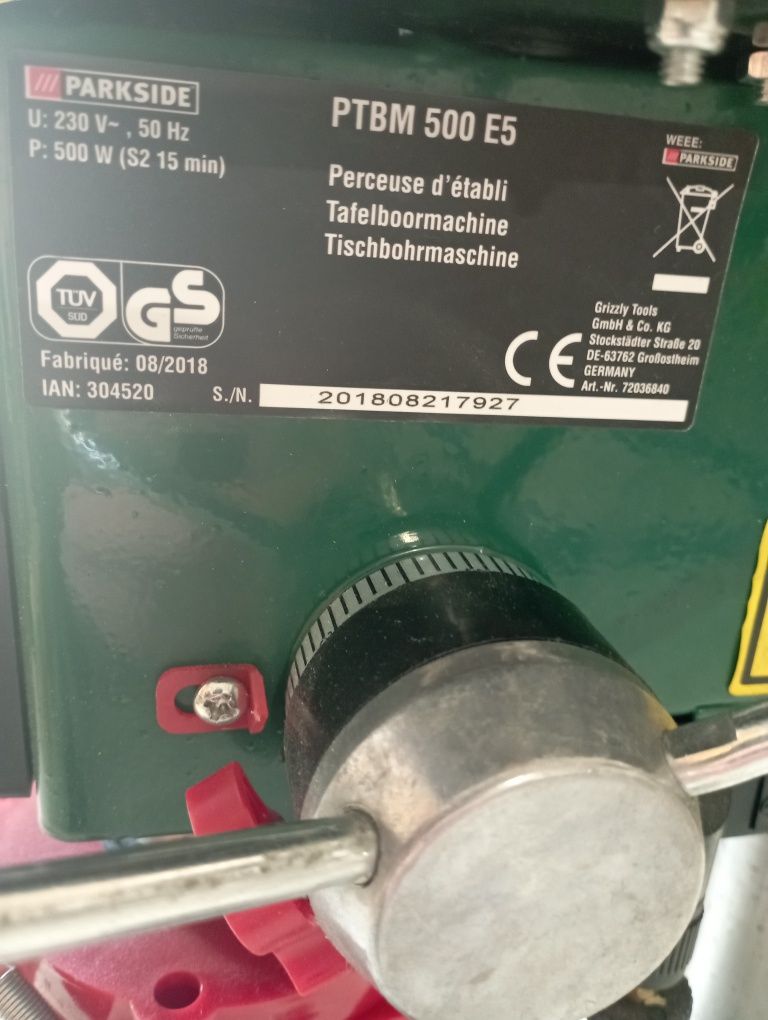 /// PARKSIDE
U: 230 V~ , 50 Hz
P: 500 W (S2 15 min)
PTBM 500 E5
Perceuse d'établi
Tafelboormachine
Tischbohrmaschine
WEEE:
/// PARKSIDE
TÜV
SÜD
GS
geprüfte
Sicherheit
Fabriqué: 08/2018
IAN: 304520
S./N.
201808217927
CE
Grizzly Tools
GmbH & Co. KG
Stockstädter Straße 20
DE-63762 Großostheim
GERMANY
Art.-Nr. 72036840